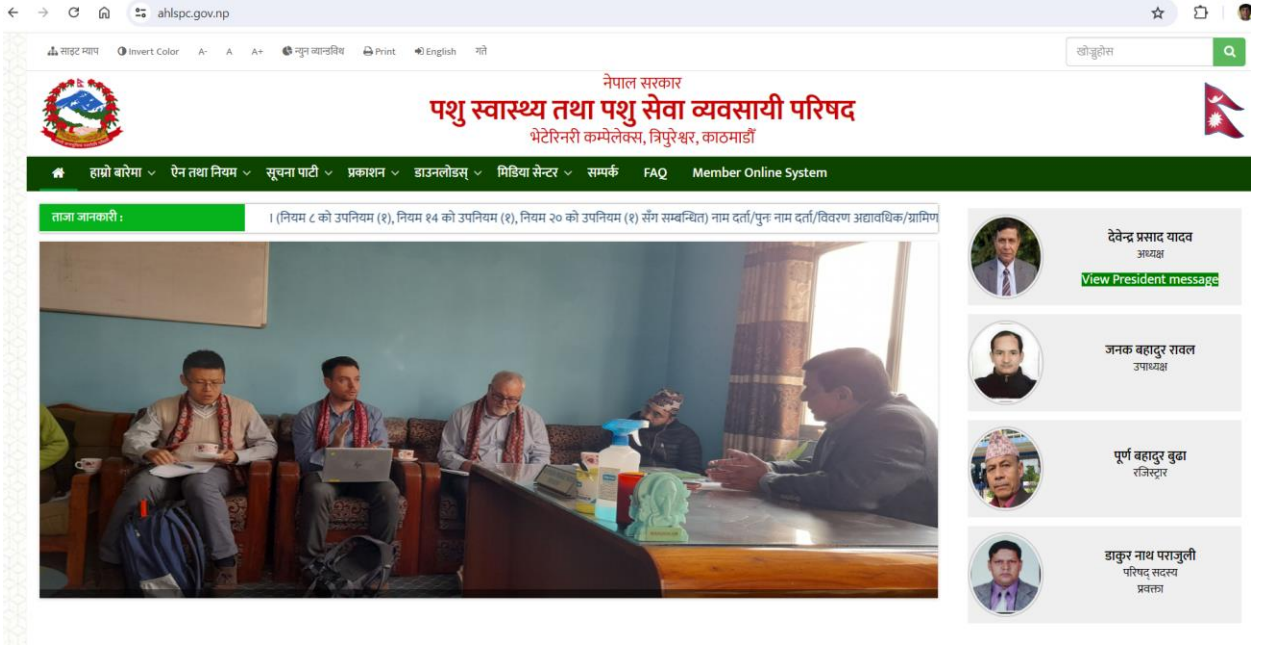 ahlspc.gov.np
साइट म्याप Invert Color A- A A+ न्युन व्यान्डविथ Print English गते
खोज्नुहोस
नेपाल सरकार
पशु स्वास्थ्य तथा पशु सेवा व्यवसायी परिषद
भेटेरिनरी कम्पेलेक्स, त्रिपुरेश्वर, काठमाडौँ
हाम्रो बारेमा ऐन तथा नियम सूचना पाटी प्रकाशन डाउनलोडस् मिडिया सेन्टर सम्पर्क FAQ Member Online System
ताजा जानकारी :
। (नियम ८ को उपनियम (१), नियम १४ को उपनियम (१), नियम २० को उपनियम (१) सँग सम्बन्धित) नाम दर्ता/पुनः नाम दर्ता/विवरण अद्यावधिक/ग्रामिण
देवेन्द्र प्रसाद यादव
अध्यक्ष
View President message
जनक बहादुर रावल
उपाध्यक्ष
पूर्ण बहादुर बुढा
रजिस्ट्रार
डाकुर नाथ पराजुली
परिषद् सदस्य
प्रवक्ता